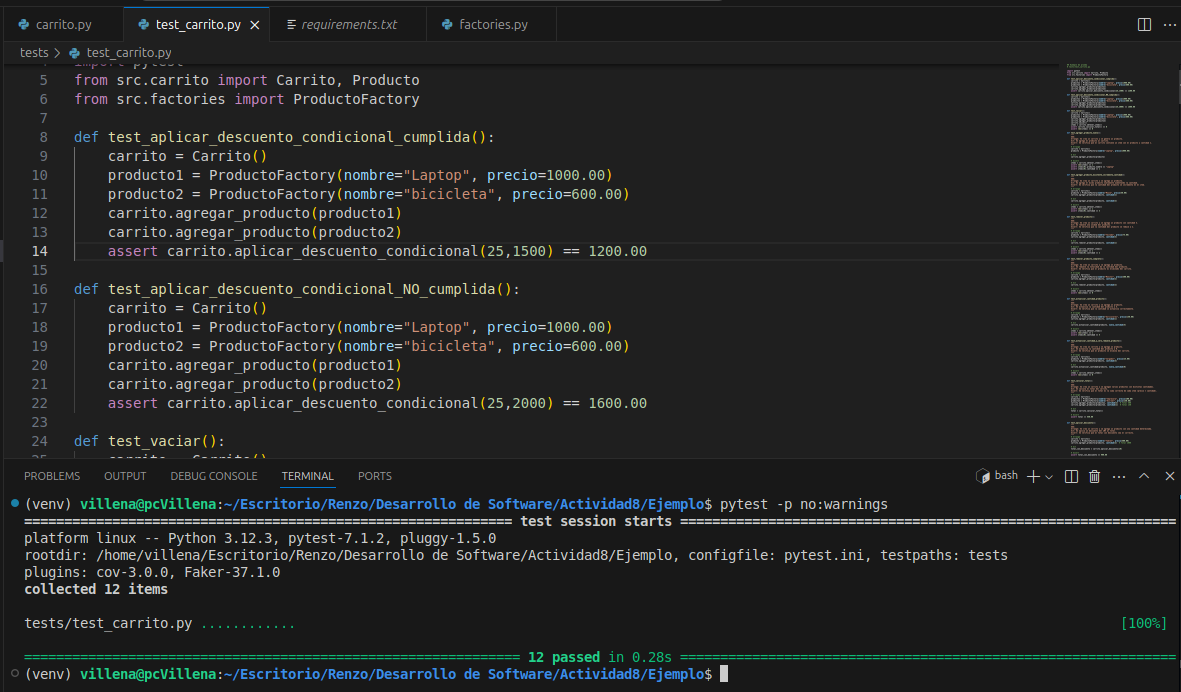 carrito.py
test_carrito.py
requirements.txt
factories.py
tests > test_carrito.py
4 import pytest
5 from src.carrito import Carrito, Producto
6 from src.factories import ProductoFactory
7
8 def test_aplicar_descuento_condicional_cumplida():
9 carrito = Carrito()
10 producto1 = ProductoFactory(nombre="Laptop", precio=1000.00)
11 producto2 = ProductoFactory(nombre="bicicleta", precio=600.00)
12 carrito.agregar_producto(producto1)
13 carrito.agregar_producto(producto2)
14 assert carrito.aplicar_descuento_condicional(25,1500) == 1200.00
15
16 def test_aplicar_descuento_condicional_NO_cumplida():
17 carrito = Carrito()
18 producto1 = ProductoFactory(nombre="Laptop", precio=1000.00)
19 producto2 = ProductoFactory(nombre="bicicleta", precio=600.00)
20 carrito.agregar_producto(producto1)
21 carrito.agregar_producto(producto2)
22 assert carrito.aplicar_descuento_condicional(25,2000) == 1600.00
23
24 def test_vaciar():
25 carrito = Carrito()
PROBLEMS OUTPUT DEBUG CONSOLE TERMINAL PORTS bash
(venv) villena@pcVillena:~/Escritorio/Renzo/Desarrollo de Software/Actividad8/Ejemplo$ pytest -p no:warnings
========================= test session starts =========================
platform linux -- Python 3.12.3, pytest-7.1.2, pluggy-1.5.0
rootdir: /home/villena/Escritorio/Renzo/Desarrollo de Software/Actividad8/Ejemplo, configfile: pytest.ini, testpaths: tests
plugins: cov-3.0.0, Faker-37.1.0
collected 12 items
tests/test_carrito.py ............ [100%]
========================= 12 passed in 0.28s =========================
(venv) villena@pcVillena:~/Escritorio/Renzo/Desarrollo de Software/Actividad8/Ejemplo$